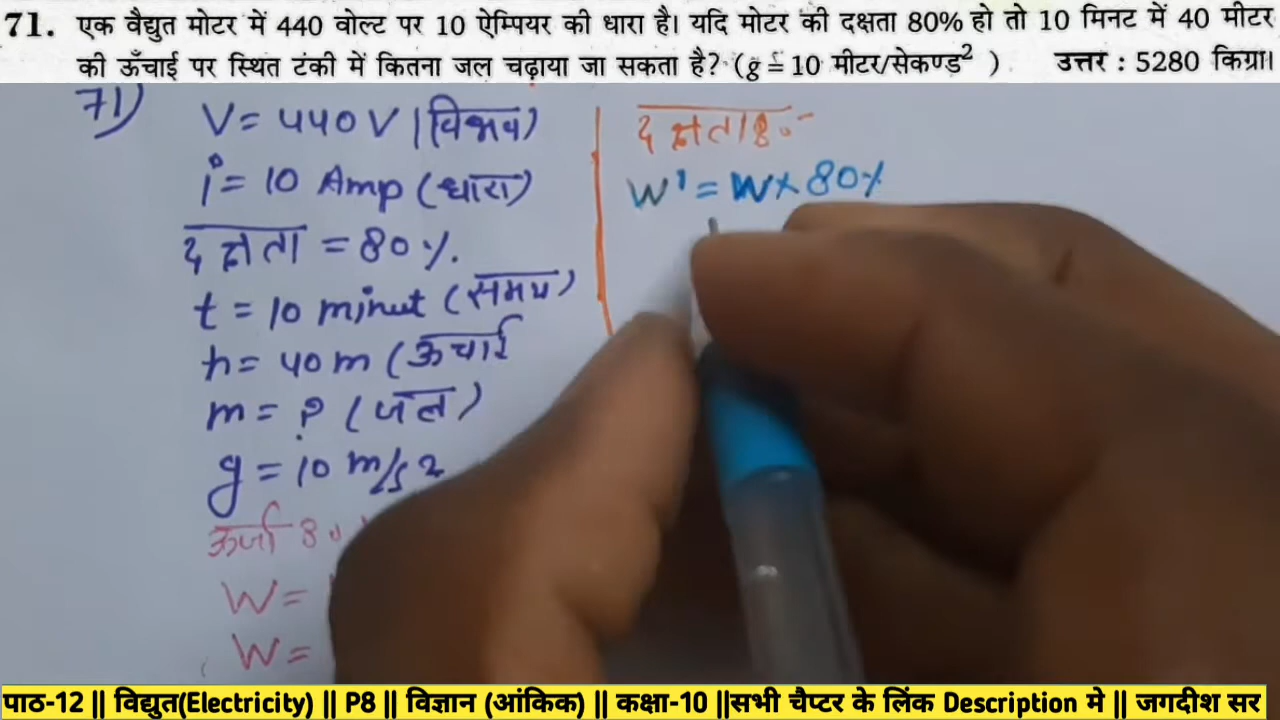 71. एक वैद्युत मोटर में 440 वोल्ट पर 10 ऐम्पियर की धारा है। यदि मोटर की दक्षता 80% हो तो 10 मिनट में 40 मीटर
की ऊँचाई पर स्थित टंकी में कितना जल चढ़ाया जा सकता है? (g = 10 मीटर/सेकण्ड² ) उत्तर : 5280 किग्रा।
71)
V = 440 V (विभव)
i = 10 Amp (धारा)
दक्षता = 80%.
t = 10 minut (समय)
h = 40 m (ऊचाई
m = ? (जल)
g = 10 m/s2
ऊर्जा 80
W =
W =
दक्षता 8:-
W' = W x 80%
पाठ-12 || विद्युत(Electricity) || P8 || विज्ञान (आंकिक) || कक्षा-10 ||सभी चैप्टर के लिंक Description मे || जगदीश सर